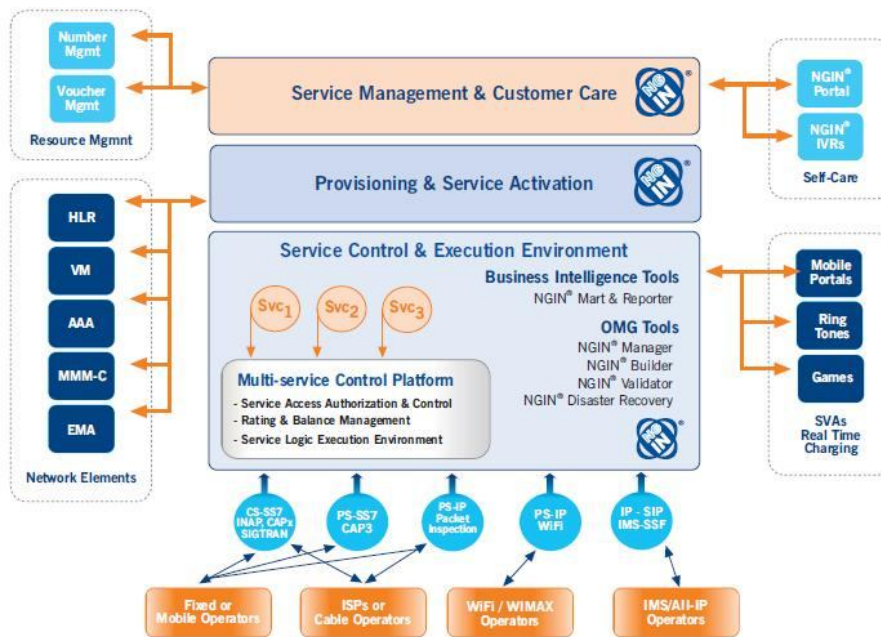 Number
Mgmt
Voucher
Mgmt
Resource Mgmnt
Service Management & Customer Care
NGIN
®
NGIN®
Portal
NGIN®
IVRs
Self-Care
Provisioning & Service Activation
NGIN
®
HLR
VM
AAA
MMM-C
EMA
Network Elements
Service Control & Execution Environment
Svc1
Svc2
Svc3
Business Intelligence Tools
NGIN® Mart & Reporter
OMG Tools
NGIN® Manager
NGIN® Builder
NGIN® Validator
NGIN® Disaster Recovery
Multi-service Control Platform
- Service Access Authorization & Control
- Rating & Balance Management
- Service Logic Execution Environment
NGIN
®
Mobile
Portals
Ring
Tones
Games
SVAs
Real Time
Charging
CS-SS7
INAP, CAPx
SIGTRAN
PS-SS7
CAP3
PS-IP
Packet
Inspection
PS-IP
WiFi
IP - SIP
IMS-SSF
Fixed or
Mobile Operators
ISPs or
Cable Operators
WiFi / WIMAX
Operators
IMS/All-IP
Operators